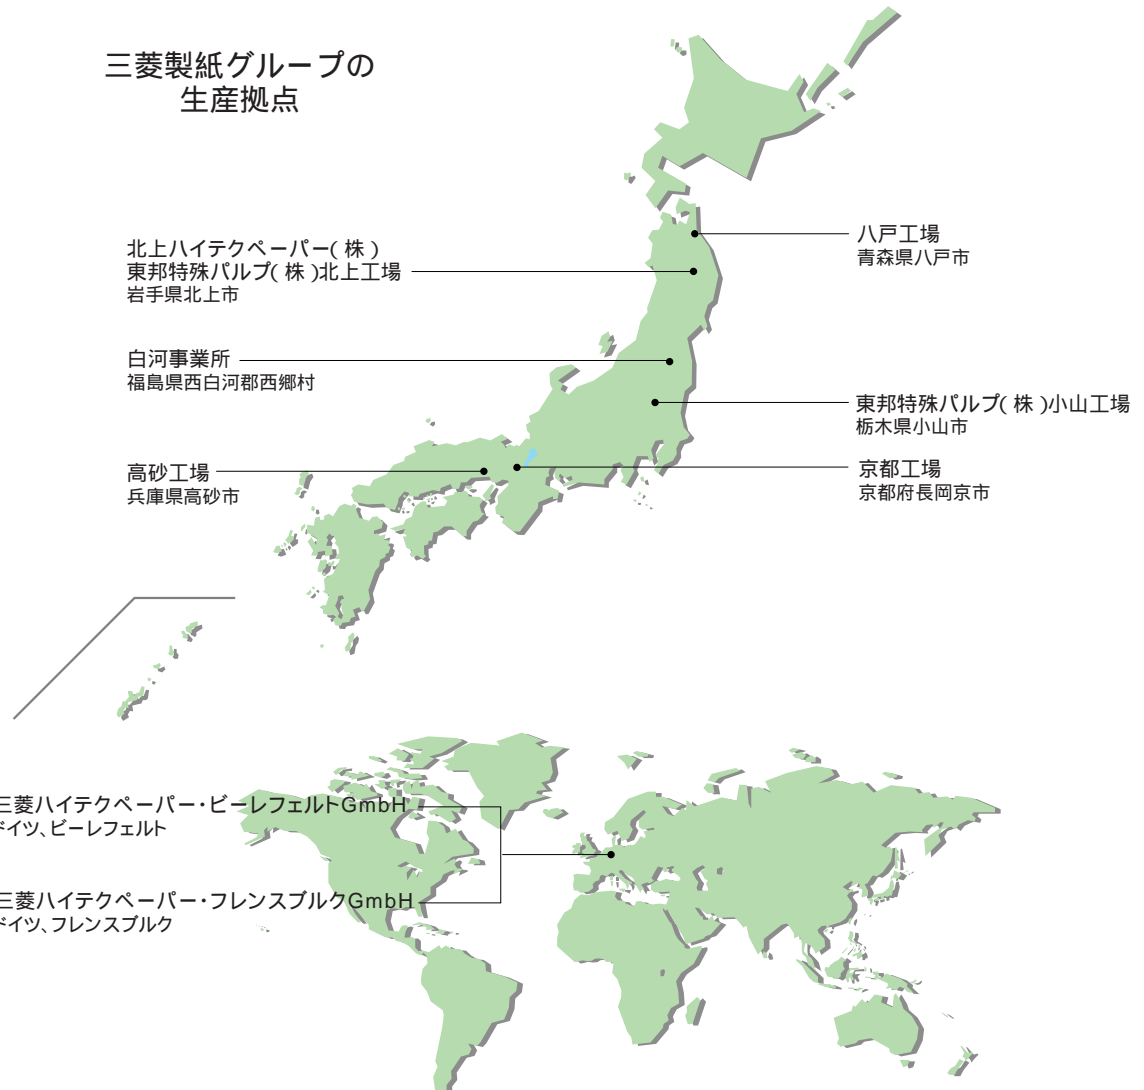 三菱製紙グループの
生産拠点
北上ハイテクペーパー(株)
東邦特殊パルプ(株)北上工場
岩手県北上市
白河事業所
福島県西白河郡西郷村
高砂工場
兵庫県高砂市
八戸工場
青森県八戸市
東邦特殊パルプ(株)小山工場
栃木県小山市
京都工場
京都府長岡京市
三菱ハイテクペーパー・ビーレフェルトGmbH
ドイツ、ビーレフェルト
三菱ハイテクペーパー・フレンスブルクGmbH
ドイツ、フレンスブルク